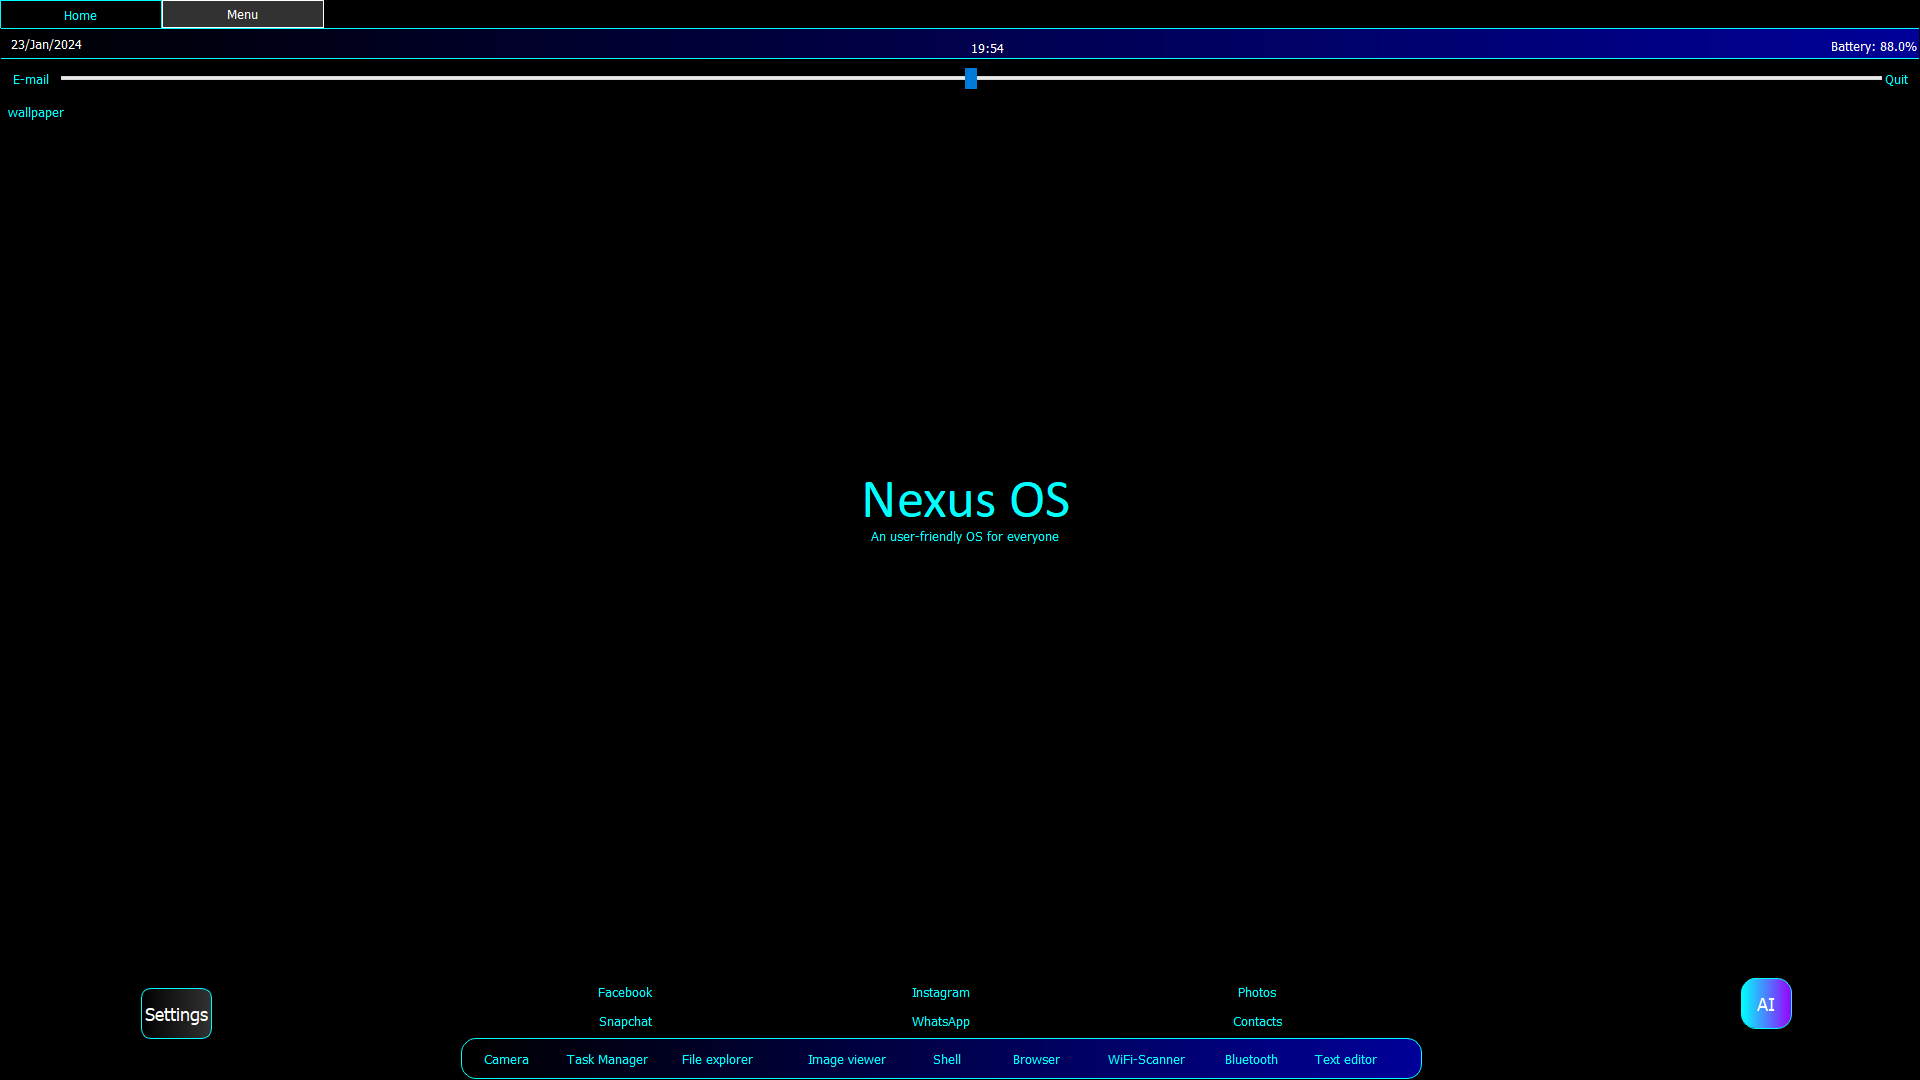 Home Menu
23/Jan/2024 19:54 Battery: 88.0%
E-mail Quit
wallpaper
Nexus OS
An user-friendly OS for everyone
Facebook Instagram Photos
Settings AI
Snapchat WhatsApp Contacts
Camera Task Manager File explorer Image viewer Shell Browser WiFi-Scanner Bluetooth Text editor